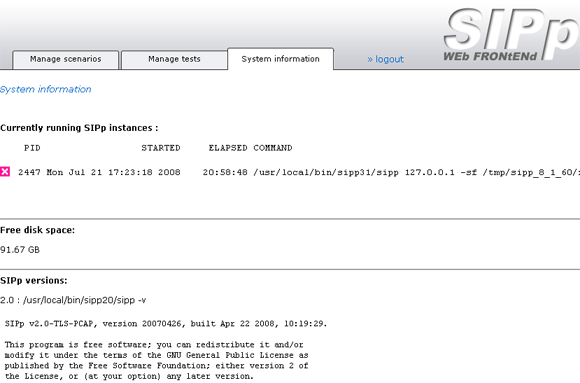 SIPp
WEB FRONtENd
Manage scenarios
Manage tests
System information
» logout
System information
Currently running SIPp instances :
PID STARTED ELAPSED COMMAND
2447 Mon Jul 21 17:23:18 2008 20:58:48 /usr/local/bin/sipp31/sipp 127.0.0.1 -sf /tmp/sipp_8_1_60/
Free disk space:
91.67 GB
SIPp versions:
2.0 : /usr/local/bin/sipp20/sipp -v
SIPp v2.0-TLS-PCAP, version 20070426, built Apr 22 2008, 10:19:29.
This program is free software; you can redistribute it and/or
modify it under the terms of the GNU General Public License as
published by the Free Software Foundation; either version 2 of
the License, or (at your option) any later version.